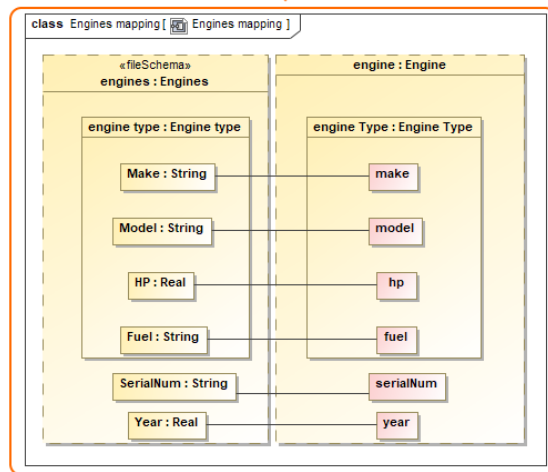 class Engines mapping [ Engines mapping ]
«fileSchema»
engines : Engines
engine : Engine
engine type : Engine type
engine Type : Engine Type
Make : String
make
Model : String
model
HP : Real
hp
Fuel : String
fuel
SerialNum : String
serialNum
Year : Real
year